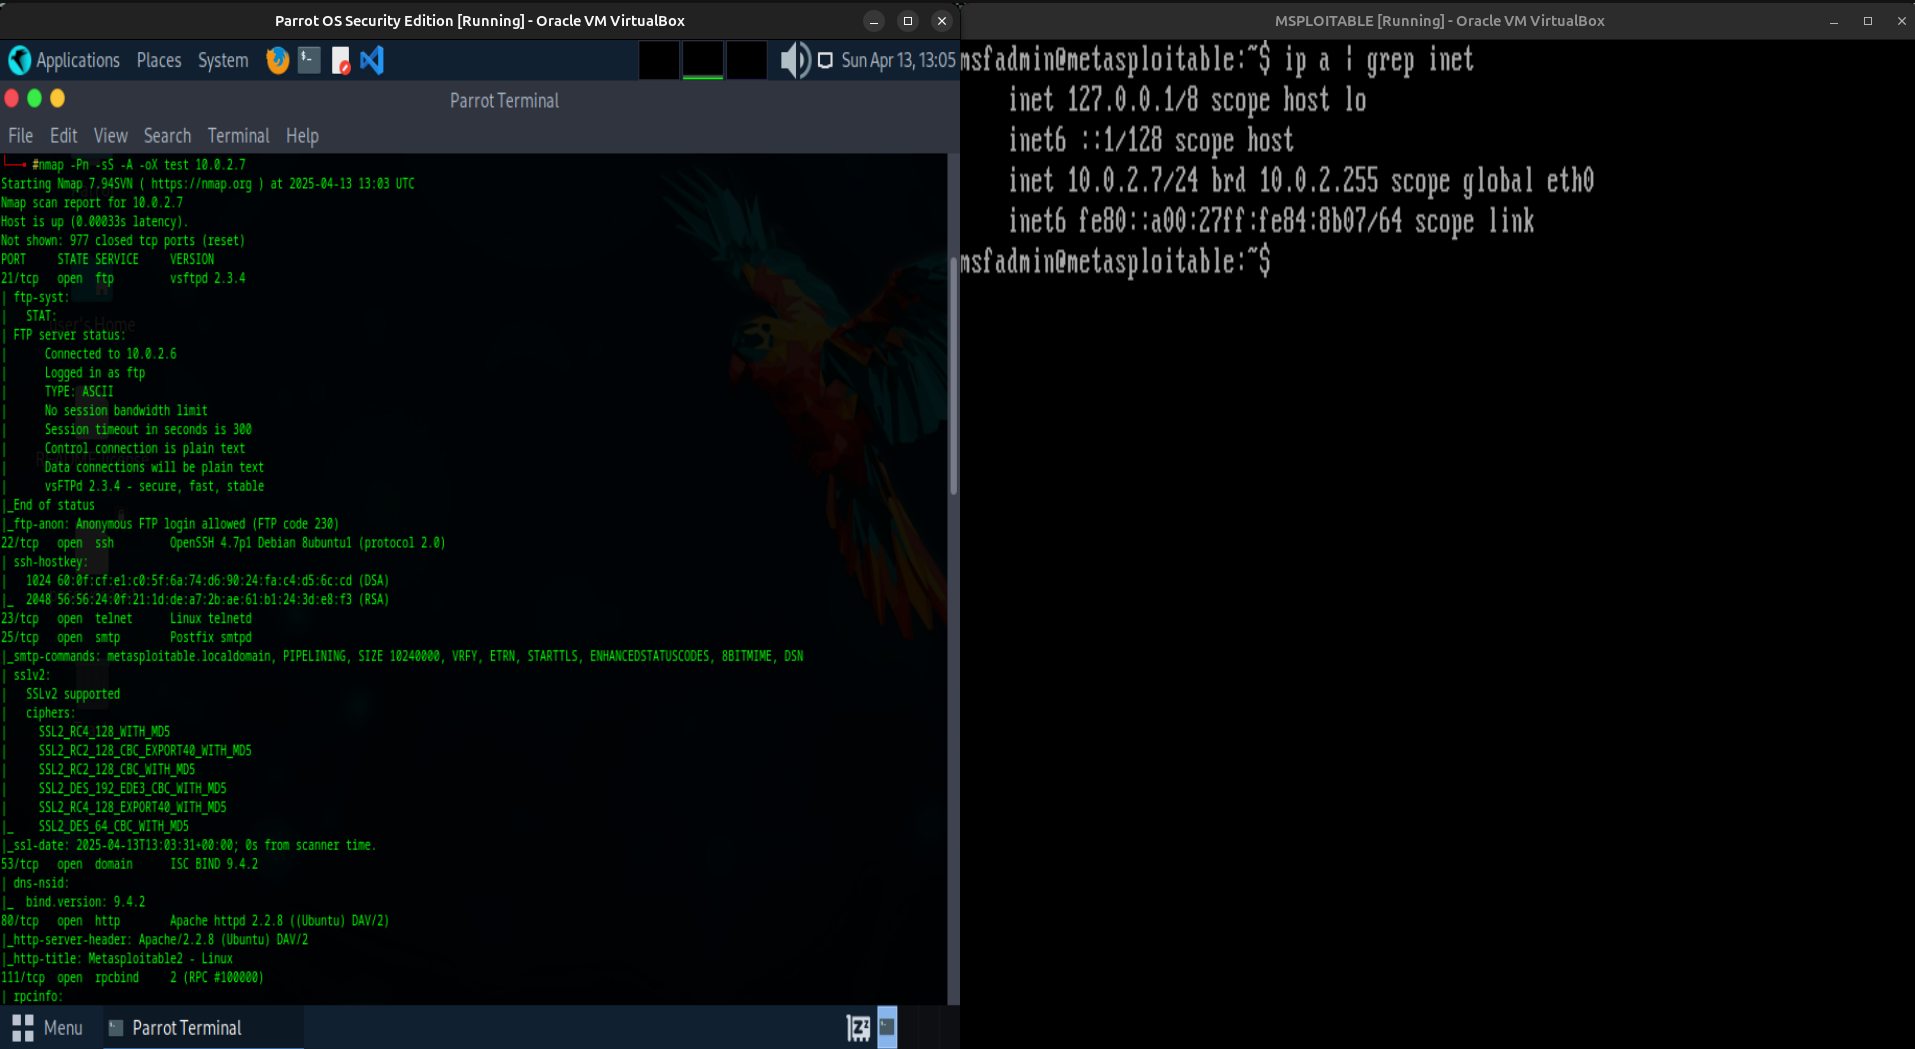 Parrot OS Security Edition [Running] - Oracle VM VirtualBox
Applications Places System Sun Apr 13, 13:05
Parrot Terminal
File Edit View Search Terminal Help
#nmap -Pn -sS -A -oX test 10.0.2.7
Starting Nmap 7.94SVN ( https://nmap.org ) at 2025-04-13 13:03 UTC
Nmap scan report for 10.0.2.7
Host is up (0.00033s latency).
Not shown: 977 closed tcp ports (reset)
PORT STATE SERVICE VERSION
21/tcp open ftp vsftpd 2.3.4
| ftp-syst:
| STAT:
| FTP server status:
| Connected to 10.0.2.6
| Logged in as ftp
| TYPE: ASCII
| No session bandwidth limit
| Session timeout in seconds is 300
| Control connection is plain text
| Data connections will be plain text
| vsFTPd 2.3.4 - secure, fast, stable
|_End of status
|_ftp-anon: Anonymous FTP login allowed (FTP code 230)
22/tcp open ssh OpenSSH 4.7p1 Debian 8ubuntu1 (protocol 2.0)
| ssh-hostkey:
| 1024 60:0f:cf:e1:c0:5f:6a:74:d6:90:24:fa:c4:d5:6c:cd (DSA)
|_ 2048 56:56:24:0f:21:1d:de:a7:2b:ae:61:b1:24:3d:e8:f3 (RSA)
23/tcp open telnet Linux telnetd
25/tcp open smtp Postfix smtpd
|_smtp-commands: metasploitable.localdomain, PIPELINING, SIZE 10240000, VRFY, ETRN, STARTTLS, ENHANCEDSTATUSCODES, 8BITMIME, DSN
| sslv2:
| SSLv2 supported
| ciphers:
| SSL2_RC4_128_WITH_MD5
| SSL2_RC2_128_CBC_EXPORT40_WITH_MD5
| SSL2_RC2_128_CBC_WITH_MD5
| SSL2_DES_192_EDE3_CBC_WITH_MD5
| SSL2_RC4_128_EXPORT40_WITH_MD5
|_ SSL2_DES_64_CBC_WITH_MD5
|_ssl-date: 2025-04-13T13:03:31+00:00; 0s from scanner time.
53/tcp open domain ISC BIND 9.4.2
| dns-nsid:
|_ bind.version: 9.4.2
80/tcp open http Apache httpd 2.2.8 ((Ubuntu) DAV/2)
|_http-server-header: Apache/2.2.8 (Ubuntu) DAV/2
|_http-title: Metasploitable2 - Linux
111/tcp open rpcbind 2 (RPC #100000)
| rpcinfo:
Menu Parrot Terminal
MSPLOITABLE [Running] - Oracle VM VirtualBox
msfadmin@metasploitable:~$ ip a | grep inet
inet 127.0.0.1/8 scope host lo
inet6 ::1/128 scope host
inet 10.0.2.7/24 brd 10.0.2.255 scope global eth0
inet6 fe80::a00:27ff:fe84:8b07/64 scope link
msfadmin@metasploitable:~$